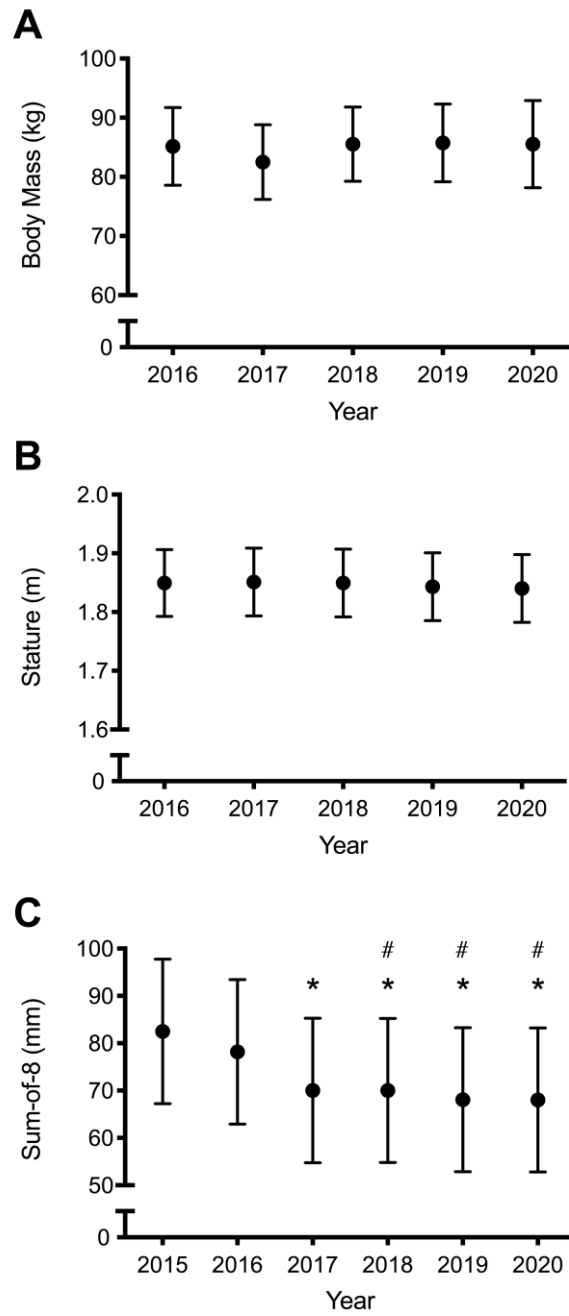 A
Body Mass (kg)
100
90
80
70
60
0
2016 2017 2018 2019 2020
Year
B
Stature (m)
2.0
1.9
1.8
1.7
1.6
0
2016 2017 2018 2019 2020
Year
C
Sum-of-8 (mm)
100
90
80
70
60
50
0
# # #
* * * *
2015 2016 2017 2018 2019 2020
Year